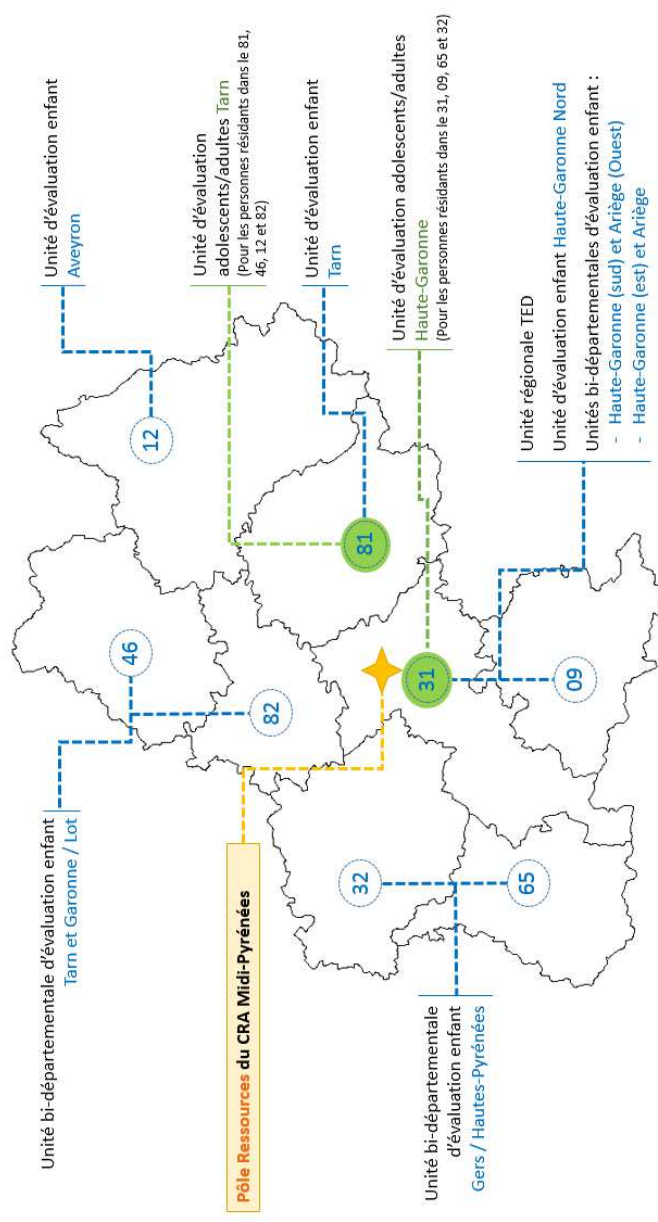 Unité bi-départementale d'évaluation enfant
Tarn et Garonne / Lot
Pôle Ressources du CRA Midi-Pyrénées
Unité bi-départementale
d'évaluation enfant
Gers / Hautes-Pyrénées
46
82
12
32
65
31
81
09
Unité d'évaluation enfant
Aveyron
Unité d'évaluation
adolescents/adultes Tarn
(Pour les personnes résidants dans le 81,
46, 12 et 82)
Unité d'évaluation enfant
Tarn
Unité d'évaluation adolescents/adultes
Haute-Garonne
(Pour les personnes résidants dans le 31, 09, 65 et 32)
Unité régionale TED
Unité d'évaluation enfant Haute-Garonne Nord
Unités bi-départementales d'évaluation enfant :
- Haute-Garonne (sud) et Ariège (Ouest)
- Haute-Garonne (est) et Ariège